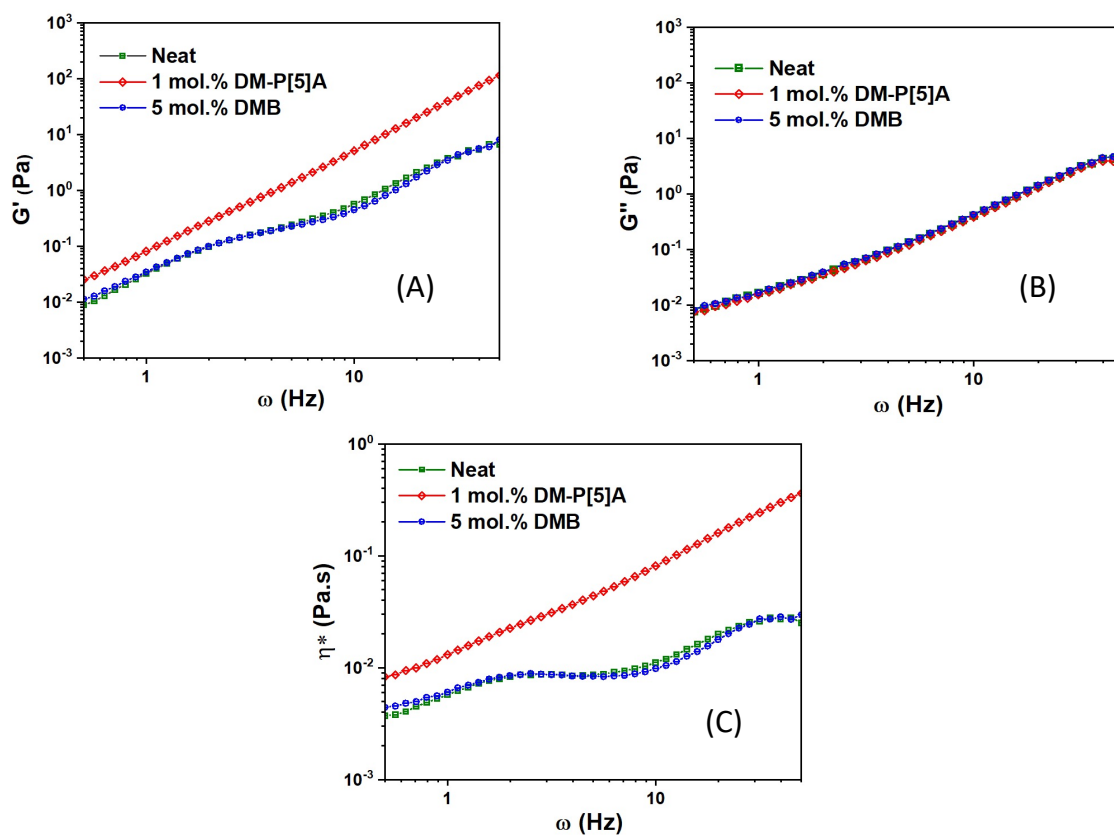 10³
10²
10¹
10⁰
10⁻¹
10⁻²
10⁻³
G' (Pa)
Neat
1 mol.% DM-P[5]A
5 mol.% DMB
(A)
1
10
ω (Hz)
10³
10²
10¹
10⁰
10⁻¹
10⁻²
10⁻³
G'' (Pa)
Neat
1 mol.% DM-P[5]A
5 mol.% DMB
(B)
1
10
ω (Hz)
10⁰
10⁻¹
10⁻²
10⁻³
η* (Pa.s)
Neat
1 mol.% DM-P[5]A
5 mol.% DMB
(C)
1
10
ω (Hz)